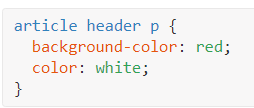 article header p {
  background-color: red;
  color: white;
}